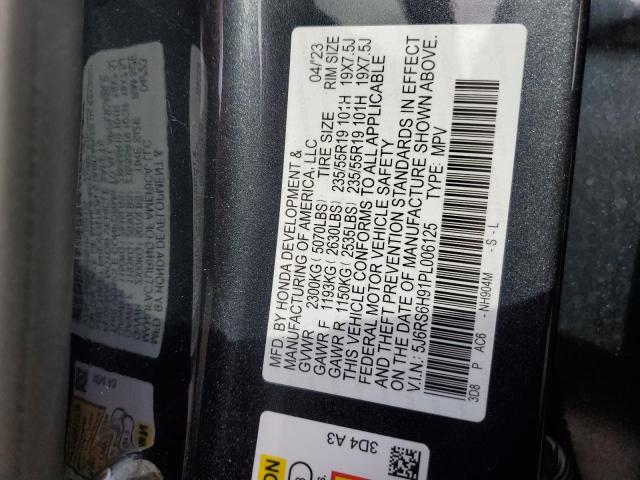 MFD. BY HONDA DEVELOPMENT &
MANUFACTURING OF AMERICA, LLC 04/'23
GVWR 2300KG( 5070LBS) TIRE SIZE RIM SIZE
GAWR F 1193KG( 2630LBS) 235/55R19 101H 19X7.5J
GAWR R 1150KG( 2535LBS) 235/55R19 101H 19X7.5J
THIS VEHICLE CONFORMS TO ALL APPLICABLE
FEDERAL MOTOR VEHICLE SAFETY
AND THEFT PREVENTION STANDARDS IN EFFECT
ON THE DATE OF MANUFACTURE SHOWN ABOVE.
V.I.N.: 5J6RS6H91PL006125 TYPE: MPV
3D8 P AC6 -NH904M -S-L
3D4 A3